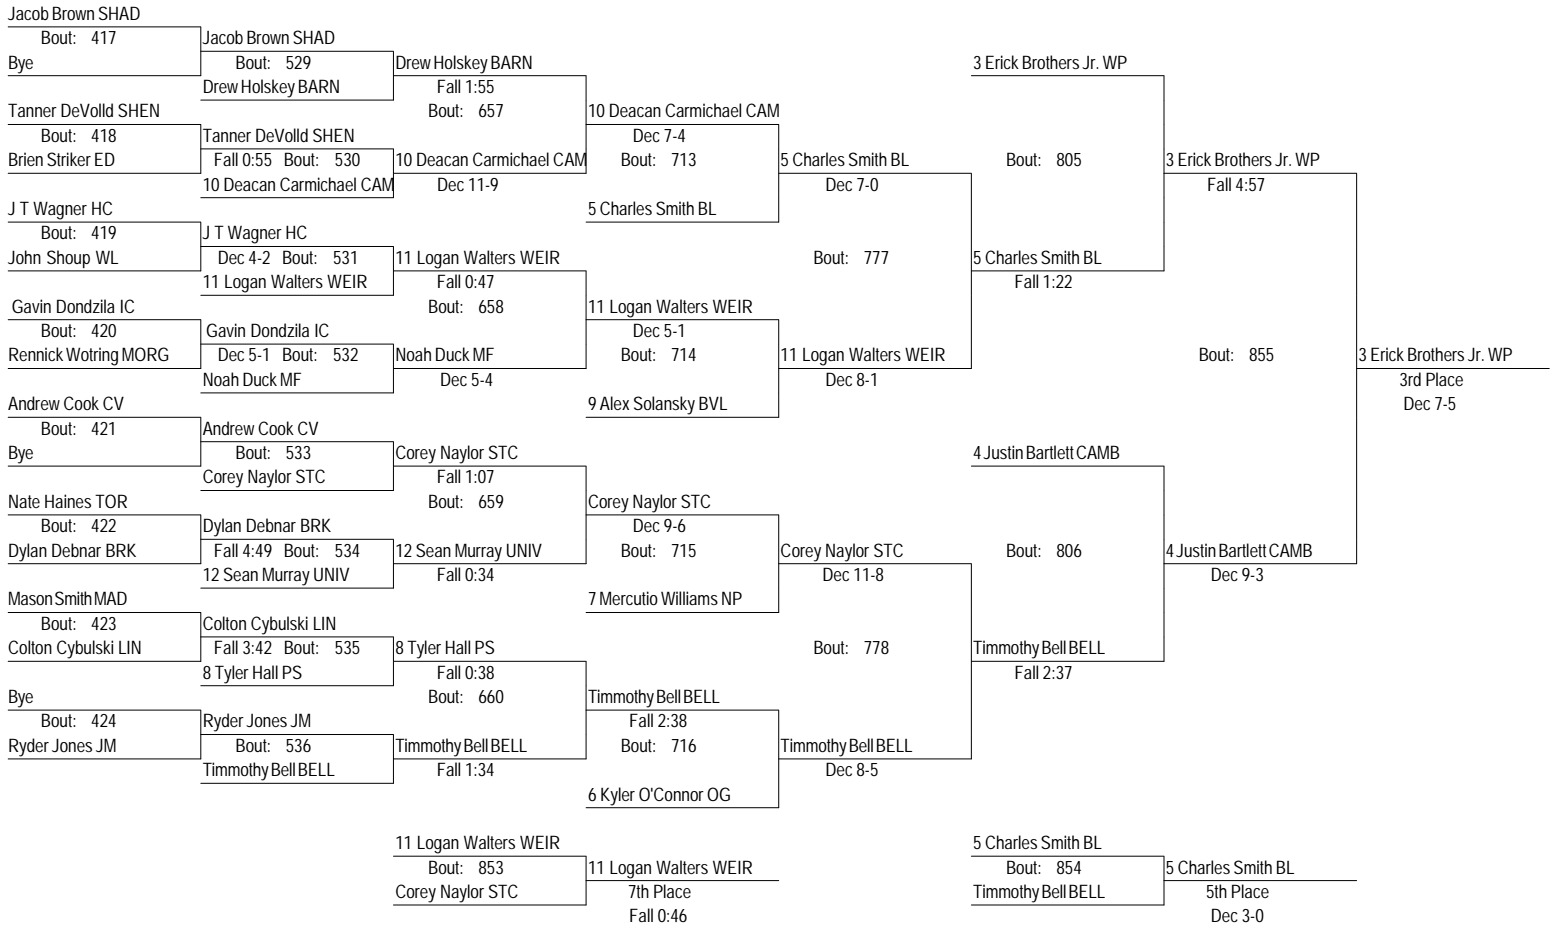 Jacob Brown SHAD
Bout: 417
Bye
Tanner DeVolld SHEN
Bout: 418
Brien Striker ED
J T Wagner HC
Bout: 419
John Shoup WL
Gavin Dondzila IC
Bout: 420
Rennick Wotring MORG
Andrew Cook CV
Bout: 421
Bye
Nate Haines TOR
Bout: 422
Dylan Debnar BRK
Mason Smith MAD
Bout: 423
Colton Cybulski LIN
Bye
Bout: 424
Ryder Jones JM
Jacob Brown SHAD
Bout: 529
Drew Holskey BARN
Tanner DeVolld SHEN
Fall 0:55 Bout: 530
10 Deacan Carmichael CAM
J T Wagner HC
Dec 4-2 Bout: 531
11 Logan Walters WEIR
Gavin Dondzila IC
Dec 5-1 Bout: 532
Noah Duck MF
Andrew Cook CV
Bout: 533
Corey Naylor STC
Dylan Debnar BRK
Fall 4:49 Bout: 534
12 Sean Murray UNIV
Colton Cybulski LIN
Fall 3:42 Bout: 535
8 Tyler Hall PS
Ryder Jones JM
Bout: 536
Timmothy Bell BELL
Drew Holskey BARN
Fall 1:55
Bout: 657
10 Deacan Carmichael CAM
Dec 11-9
11 Logan Walters WEIR
Fall 0:47
Bout: 658
Noah Duck MF
Dec 5-4
Corey Naylor STC
Fall 1:07
Bout: 659
12 Sean Murray UNIV
Fall 0:34
8 Tyler Hall PS
Fall 0:38
Bout: 660
Timmothy Bell BELL
Fall 1:34
10 Deacan Carmichael CAM
Dec 7-4
Bout: 713
5 Charles Smith BL
11 Logan Walters WEIR
Dec 5-1
Bout: 714
9 Alex Solansky BVL
Corey Naylor STC
Dec 9-6
Bout: 715
7 Mercutio Williams NP
Timmothy Bell BELL
Fall 2:38
Bout: 716
6 Kyler O'Connor OG
5 Charles Smith BL
Dec 7-0
Bout: 777
11 Logan Walters WEIR
Dec 8-1
Corey Naylor STC
Dec 11-8
Bout: 778
Timmothy Bell BELL
Dec 8-5
3 Erick Brothers Jr. WP
Bout: 805
5 Charles Smith BL
Fall 1:22
4 Justin Bartlett CAMB
Bout: 806
Timmothy Bell BELL
Fall 2:37
3 Erick Brothers Jr. WP
Fall 4:57
Bout: 855
4 Justin Bartlett CAMB
Dec 9-3
3 Erick Brothers Jr. WP
3rd Place
Dec 7-5
11 Logan Walters WEIR
Bout: 853
Corey Naylor STC
11 Logan Walters WEIR
7th Place
Fall 0:46
5 Charles Smith BL
Bout: 854
Timmothy Bell BELL
5 Charles Smith BL
5th Place
Dec 3-0